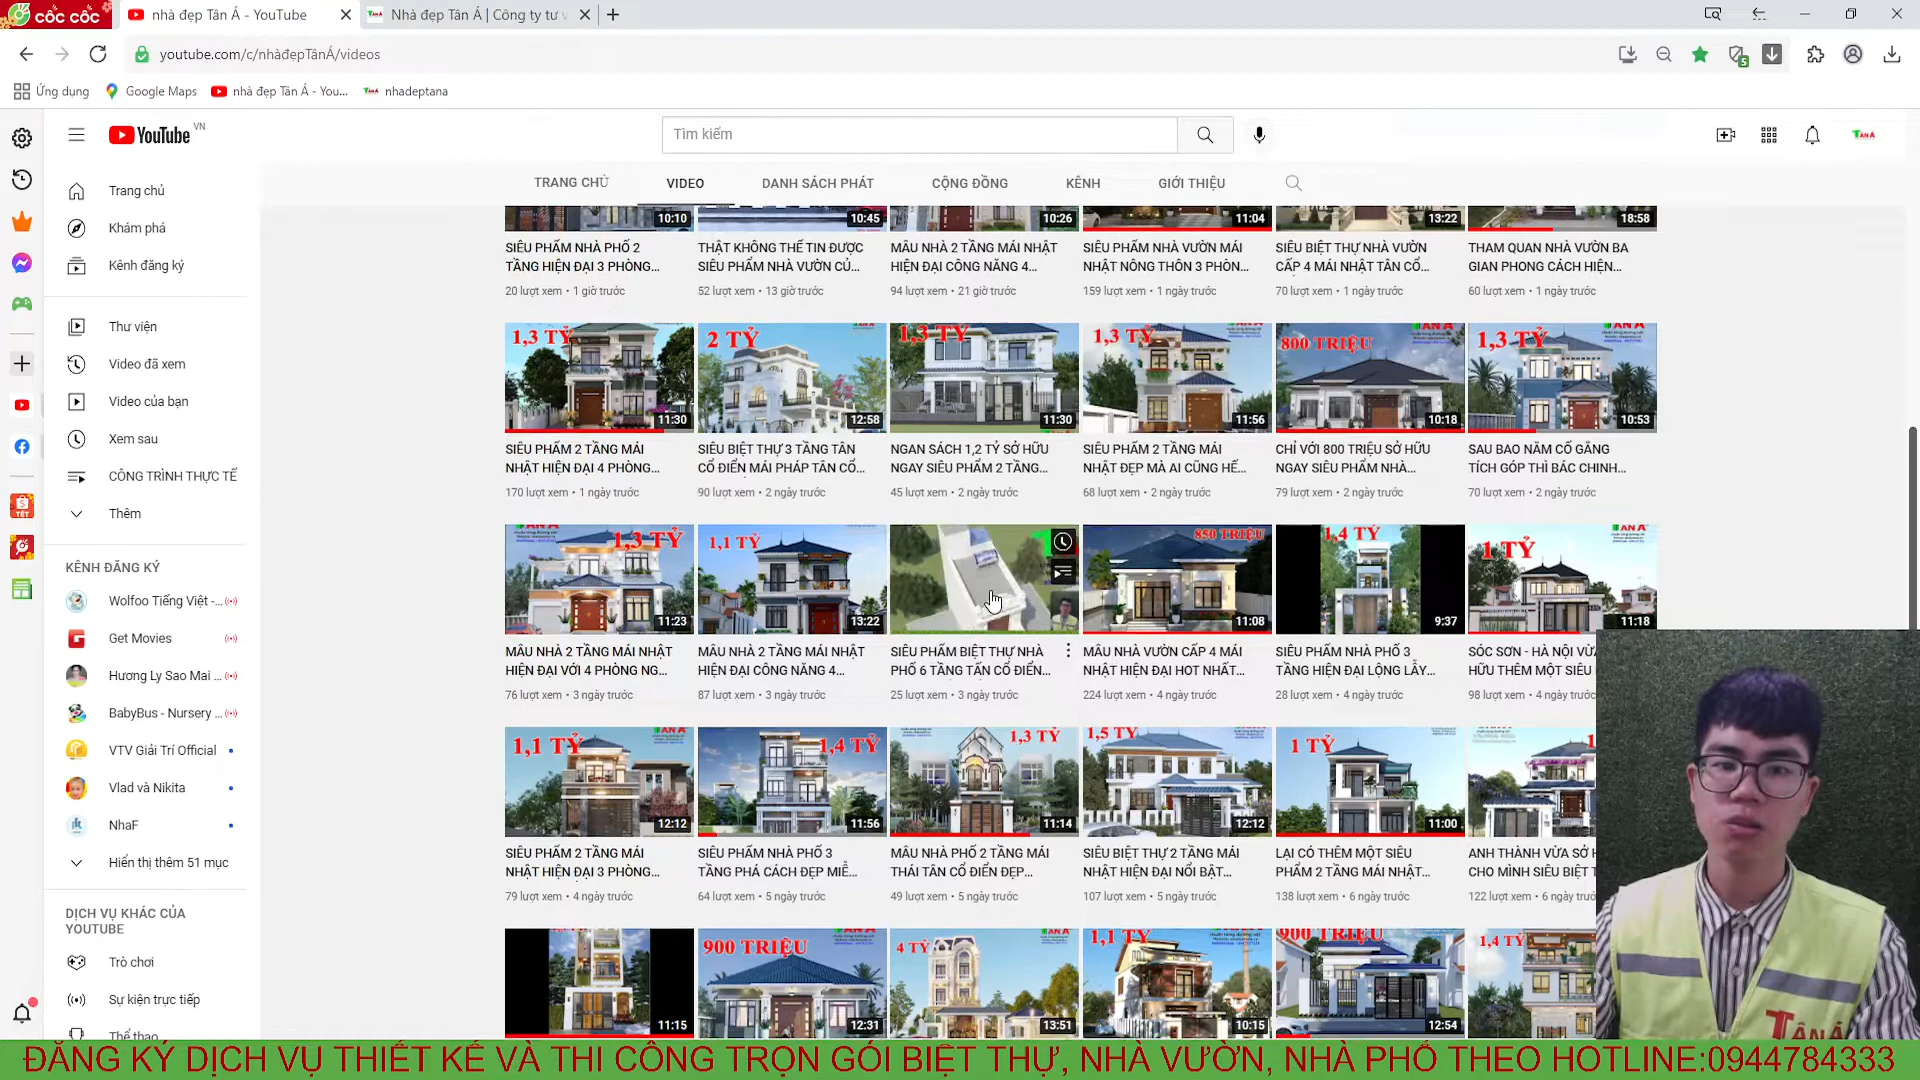 CỐC CỐC
nhà đẹp Tân Á - YouTube
Nhà đẹp Tân Á | Công ty tư v
youtube.com/c/nhàđẹpTânÁ/videos
Ứng dụng
Google Maps
nhà đẹp Tân Á - You...
nhadeptana
YouTube VN
Tìm kiếm
TRANG CHỦ
VIDEO
DANH SÁCH PHÁT
CỘNG ĐỒNG
KÊNH
GIỚI THIỆU
Trang chủ
Khám phá
Kênh đăng ký
Thư viện
Video đã xem
Video của bạn
Xem sau
CÔNG TRÌNH THỰC TẾ
Thêm
KÊNH ĐĂNG KÝ
Wolfoo Tiếng Việt -...
Get Movies
Hương Ly Sao Mai ...
BabyBus - Nursery ...
VTV Giải Trí Official
Vlad và Nikita
NhaF
Hiển thị thêm 51 mục
DỊCH VỤ KHÁC CỦA
YOUTUBE
Trò chơi
Sự kiện trực tiếp
Thể thao
10:10
10:45
10:26
11:04
13:22
18:58
SIÊU PHẨM NHÀ PHỐ 2
TẦNG HIỆN ĐẠI 3 PHÒNG...
20 lượt xem • 1 giờ trước
THẬT KHÔNG THỂ TIN ĐƯỢC
SIÊU PHẨM NHÀ VƯỜN CỦ...
52 lượt xem • 13 giờ trước
MẪU NHÀ 2 TẦNG MÁI NHẬT
HIỆN ĐẠI CÔNG NĂNG 4...
94 lượt xem • 21 giờ trước
SIÊU PHẨM NHÀ VƯỜN MÁI
NHẬT NÔNG THÔN 3 PHÒN...
159 lượt xem • 1 ngày trước
SIÊU BIỆT THỰ NHÀ VƯỜN
CẤP 4 MÁI NHẬT TÂN CỔ...
70 lượt xem • 1 ngày trước
THAM QUAN NHÀ VƯỜN BA
GIAN PHONG CÁCH HIỆN...
60 lượt xem • 1 ngày trước
1,3 TỶ
11:30
2 TỶ
12:58
1,3 TỶ
11:30
1,3 TỶ
11:56
800 TRIỆU
10:18
1,3 TỶ
10:53
SIÊU PHẨM 2 TẦNG MÁI
NHẬT HIỆN ĐẠI 4 PHÒNG...
170 lượt xem • 1 ngày trước
SIÊU BIỆT THỰ 3 TẦNG TÂN
CỔ ĐIỂN MÁI PHÁP TÂN CỔ...
90 lượt xem • 2 ngày trước
NGAN SÁCH 1,2 TỶ SỞ HỮU
NGAY SIÊU PHẨM 2 TẦNG...
45 lượt xem • 2 ngày trước
SIÊU PHẨM 2 TẦNG MÁI
NHẬT ĐẸP MÀ AI CŨNG HẾ...
68 lượt xem • 2 ngày trước
CHỈ VỚI 800 TRIỆU SỞ HỮU
NGAY SIÊU PHẨM NHÀ...
79 lượt xem • 2 ngày trước
SAU BAO NĂM CỐ GẮNG
TÍCH GÓP THÌ BÁC CHINH...
70 lượt xem • 2 ngày trước
1,3 TỶ
11:23
1,1 TỶ
13:22
850 TRIỆU
11:08
1,4 TỶ
9:37
1 TỶ
11:18
MẪU NHÀ 2 TẦNG MÁI NHẬT
HIỆN ĐẠI VỚI 4 PHÒNG NG...
76 lượt xem • 3 ngày trước
MẪU NHÀ 2 TẦNG MÁI NHẬT
HIỆN ĐẠI CÔNG NĂNG 4...
87 lượt xem • 3 ngày trước
SIÊU PHẨM BIỆT THỰ NHÀ
PHỐ 6 TẦNG TẤN CỔ ĐIỂN...
25 lượt xem • 3 ngày trước
MẪU NHÀ VƯỜN CẤP 4 MÁI
NHẬT HIỆN ĐẠI HOT NHẤT...
224 lượt xem • 4 ngày trước
SIÊU PHẨM NHÀ PHỐ 3
TẦNG HIỆN ĐẠI LỘNG LẪY...
28 lượt xem • 4 ngày trước
SÓC SƠN - HÀ NỘI VỪ
HỮU THÊM MỘT SIÊU
98 lượt xem • 4 ngày trước
1,1 TỶ
12:12
1,4 TỶ
11:56
1,3 TỶ
11:14
1,5 TỶ
12:12
1 TỶ
11:00
SIÊU PHẨM 2 TẦNG MÁI
NHẬT HIỆN ĐẠI 3 PHÒNG...
79 lượt xem • 4 ngày trước
SIÊU PHẨM NHÀ PHỐ 3
TẦNG PHÁ CÁCH ĐẸP MIỄ...
64 lượt xem • 5 ngày trước
MẪU NHÀ PHỐ 2 TẦNG MÁI
THÁI TÂN CỔ ĐIỂN ĐẸP...
49 lượt xem • 5 ngày trước
SIÊU BIỆT THỰ 2 TẦNG MÁI
NHẬT HIỆN ĐẠI NỔI BẬT...
107 lượt xem • 5 ngày trước
LẠI CÓ THÊM MỘT SIÊU
PHẨM 2 TẦNG MÁI NHẬT...
138 lượt xem • 6 ngày trước
ANH THÀNH VỪA SỞ H
CHO MÌNH SIÊU BIỆT T
122 lượt xem • 6 ngày trước
11:15
900 TRIỆU
12:31
4 TỶ
13:51
1,1 TỶ
10:15
900 TRIỆU
12:54
1,4 TỶ
TÂN Á
ĐĂNG KÝ DỊCH VỤ THIẾT KẾ VÀ THI CÔNG TRỌN GÓI BIỆT THỰ, NHÀ VƯỜN, NHÀ PHỐ THEO HOTLINE:0944784333